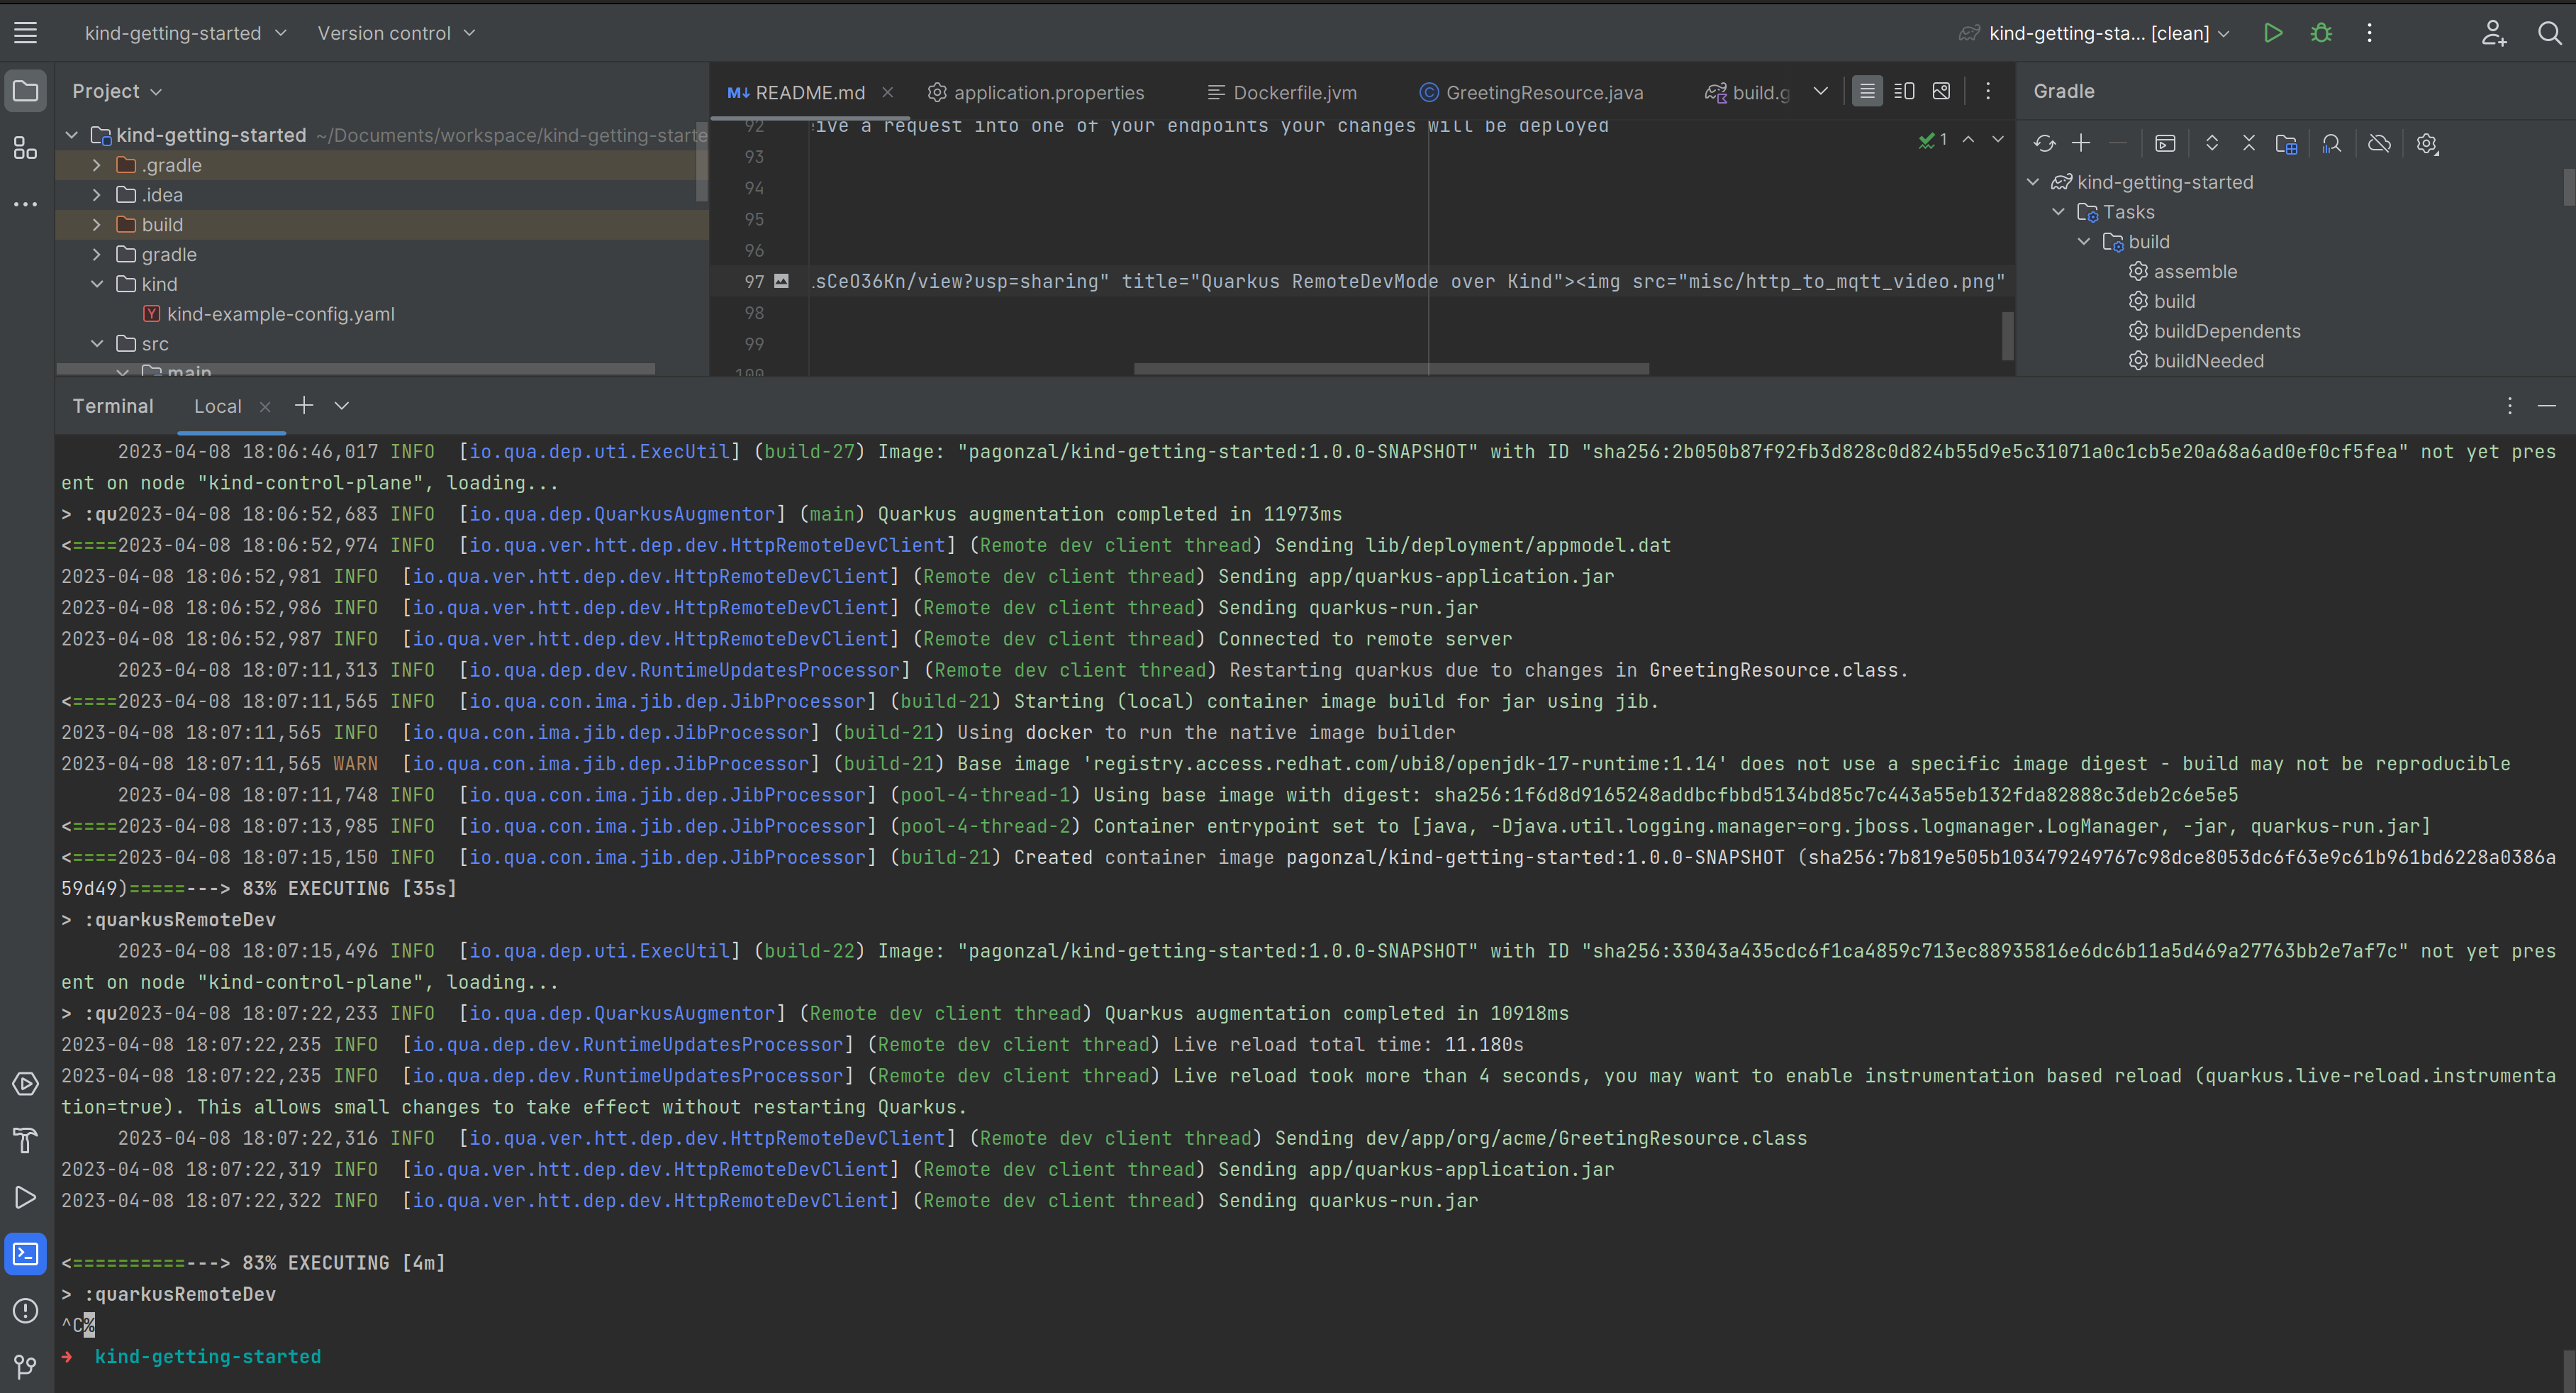 kind-getting-started
Version control
kind-getting-sta... [clean]
Project
kind-getting-started ~/Documents/workspace/kind-getting-starte
.gradle
.idea
build
gradle
kind
kind-example-config.yaml
src
main
README.md
application.properties
Dockerfile.jvm
GreetingResource.java
build.g
92 ive a request into one of your endpoints your changes will be deployed
1
93
94
95
96
97 sCeO36Kn/view?usp=sharing" title="Quarkus RemoteDevMode over Kind"><img src="misc/http_to_mqtt_video.png"
98
99
100
Gradle
kind-getting-started
Tasks
build
assemble
build
buildDependents
buildNeeded
Terminal
Local
2023-04-08 18:06:46,017 INFO [io.qua.dep.uti.ExecUtil] (build-27) Image: "pagonzal/kind-getting-started:1.0.0-SNAPSHOT" with ID "sha256:2b050b87f92fb3d828c0d824b55d9e5c31071a0c1cb5e20a68a6ad0ef0cf5fea" not yet pres
ent on node "kind-control-plane", loading...
> :qu2023-04-08 18:06:52,683 INFO [io.qua.dep.QuarkusAugmentor] (main) Quarkus augmentation completed in 11973ms
<====2023-04-08 18:06:52,974 INFO [io.qua.ver.htt.dep.dev.HttpRemoteDevClient] (Remote dev client thread) Sending lib/deployment/appmodel.dat
2023-04-08 18:06:52,981 INFO [io.qua.ver.htt.dep.dev.HttpRemoteDevClient] (Remote dev client thread) Sending app/quarkus-application.jar
2023-04-08 18:06:52,986 INFO [io.qua.ver.htt.dep.dev.HttpRemoteDevClient] (Remote dev client thread) Sending quarkus-run.jar
2023-04-08 18:06:52,987 INFO [io.qua.ver.htt.dep.dev.HttpRemoteDevClient] (Remote dev client thread) Connected to remote server
2023-04-08 18:07:11,313 INFO [io.qua.dep.dev.RuntimeUpdatesProcessor] (Remote dev client thread) Restarting quarkus due to changes in GreetingResource.class.
<====2023-04-08 18:07:11,565 INFO [io.qua.con.ima.jib.dep.JibProcessor] (build-21) Starting (local) container image build for jar using jib.
2023-04-08 18:07:11,565 INFO [io.qua.con.ima.jib.dep.JibProcessor] (build-21) Using docker to run the native image builder
2023-04-08 18:07:11,565 WARN [io.qua.con.ima.jib.dep.JibProcessor] (build-21) Base image 'registry.access.redhat.com/ubi8/openjdk-17-runtime:1.14' does not use a specific image digest - build may not be reproducible
2023-04-08 18:07:11,748 INFO [io.qua.con.ima.jib.dep.JibProcessor] (pool-4-thread-1) Using base image with digest: sha256:1f6d8d9165248addbcfbbd5134bd85c7c443a55eb132fda82888c3deb2c6e5e5
<====2023-04-08 18:07:13,985 INFO [io.qua.con.ima.jib.dep.JibProcessor] (pool-4-thread-2) Container entrypoint set to [java, -Djava.util.logging.manager=org.jboss.logmanager.LogManager, -jar, quarkus-run.jar]
<====2023-04-08 18:07:15,150 INFO [io.qua.con.ima.jib.dep.JibProcessor] (build-21) Created container image pagonzal/kind-getting-started:1.0.0-SNAPSHOT (sha256:7b819e505b103479249767c98dce8053dc6f63e9c61b961bd6228a0386a
59d49)=====---> 83% EXECUTING [35s]
> :quarkusRemoteDev
2023-04-08 18:07:15,496 INFO [io.qua.dep.uti.ExecUtil] (build-22) Image: "pagonzal/kind-getting-started:1.0.0-SNAPSHOT" with ID "sha256:33043a435cdc6f1ca4859c713ec88935816e6dc6b11a5d469a27763bb2e7af7c" not yet pres
ent on node "kind-control-plane", loading...
> :qu2023-04-08 18:07:22,233 INFO [io.qua.dep.QuarkusAugmentor] (Remote dev client thread) Quarkus augmentation completed in 10918ms
2023-04-08 18:07:22,235 INFO [io.qua.dep.dev.RuntimeUpdatesProcessor] (Remote dev client thread) Live reload total time: 11.180s
2023-04-08 18:07:22,235 INFO [io.qua.dep.dev.RuntimeUpdatesProcessor] (Remote dev client thread) Live reload took more than 4 seconds, you may want to enable instrumentation based reload (quarkus.live-reload.instrumenta
tion=true). This allows small changes to take effect without restarting Quarkus.
2023-04-08 18:07:22,316 INFO [io.qua.ver.htt.dep.dev.HttpRemoteDevClient] (Remote dev client thread) Sending dev/app/org/acme/GreetingResource.class
2023-04-08 18:07:22,319 INFO [io.qua.ver.htt.dep.dev.HttpRemoteDevClient] (Remote dev client thread) Sending app/quarkus-application.jar
2023-04-08 18:07:22,322 INFO [io.qua.ver.htt.dep.dev.HttpRemoteDevClient] (Remote dev client thread) Sending quarkus-run.jar
<==========---> 83% EXECUTING [4m]
> :quarkusRemoteDev
^C%
→ kind-getting-started